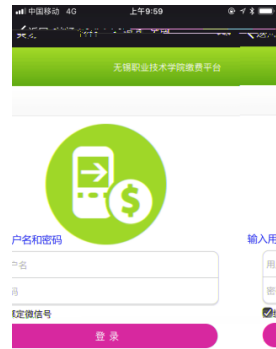 中国移动 4G 上午9:59
无锡职业技术学院缴费平台
$
户名和密码
输入用
户名
用
码
密
定微信号
登 录